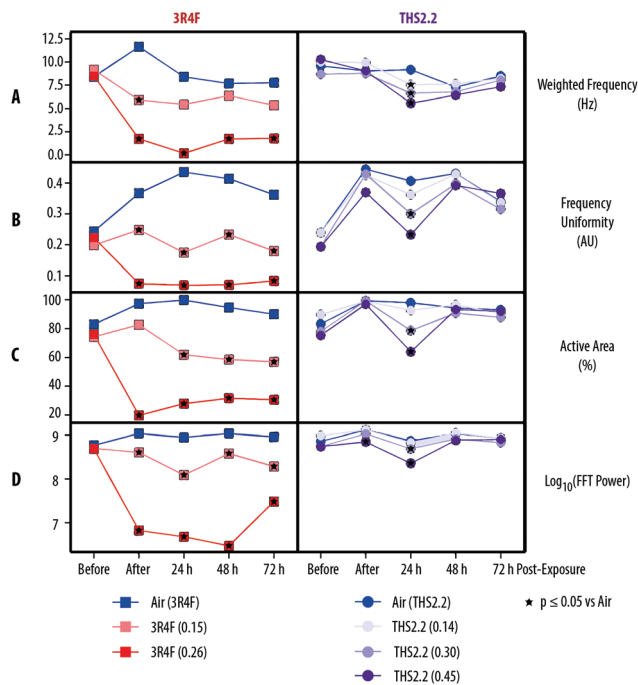 3R4F THS2.2
A
12.5
10.0
7.5
5.0
2.5
0.0
Weighted Frequency
(Hz)
B
0.4
0.3
0.2
0.1
Frequency
Uniformity
(AU)
C
100
80
60
40
20
Active Area
(%)
D
9
8
7
Log10(FFT Power)
Before After 24 h 48 h 72 h Before After 24 h 48 h 72 h Post-Exposure
Air (3R4F)
3R4F (0.15)
3R4F (0.26)
Air (THS2.2)
THS2.2 (0.14)
THS2.2 (0.30)
THS2.2 (0.45)
★ p ≤ 0.05 vs Air